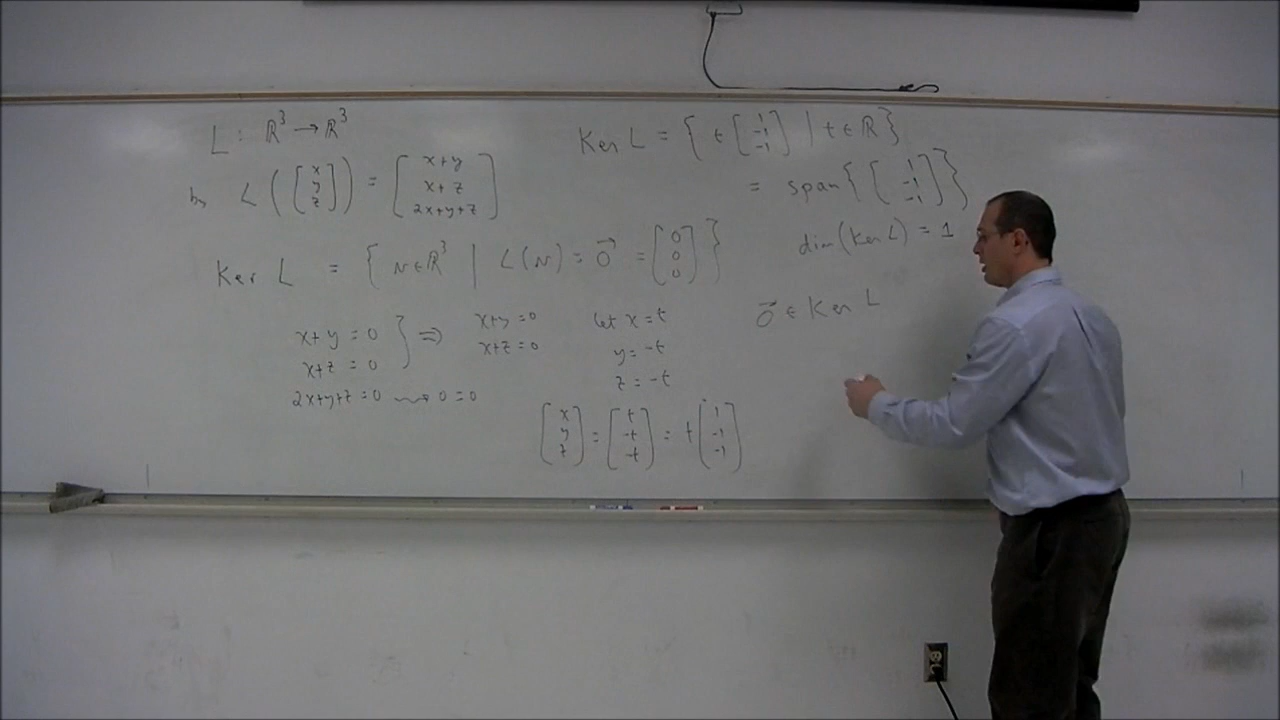 L : ℝ³ → ℝ³
by L([x y z]) = [x+y x+z 2x+y+z]
Ker L = { v∈ℝ³ | L(v) = 0⃗ = [0 0 0] }
x+y = 0 } ⇒ x+y = 0
x+z = 0 x+z = 0
2x+y+z = 0 ⇝ 0 = 0
let x = t
y = -t
z = -t
[x y z] = [t -t -t] = t[1 -1 -1]
Ker L = { t[1 -1 -1] | t∈ℝ }
= span{ [1 -1 -1] }
dim(Ker L) = 1
0⃗ ∈ Ker L